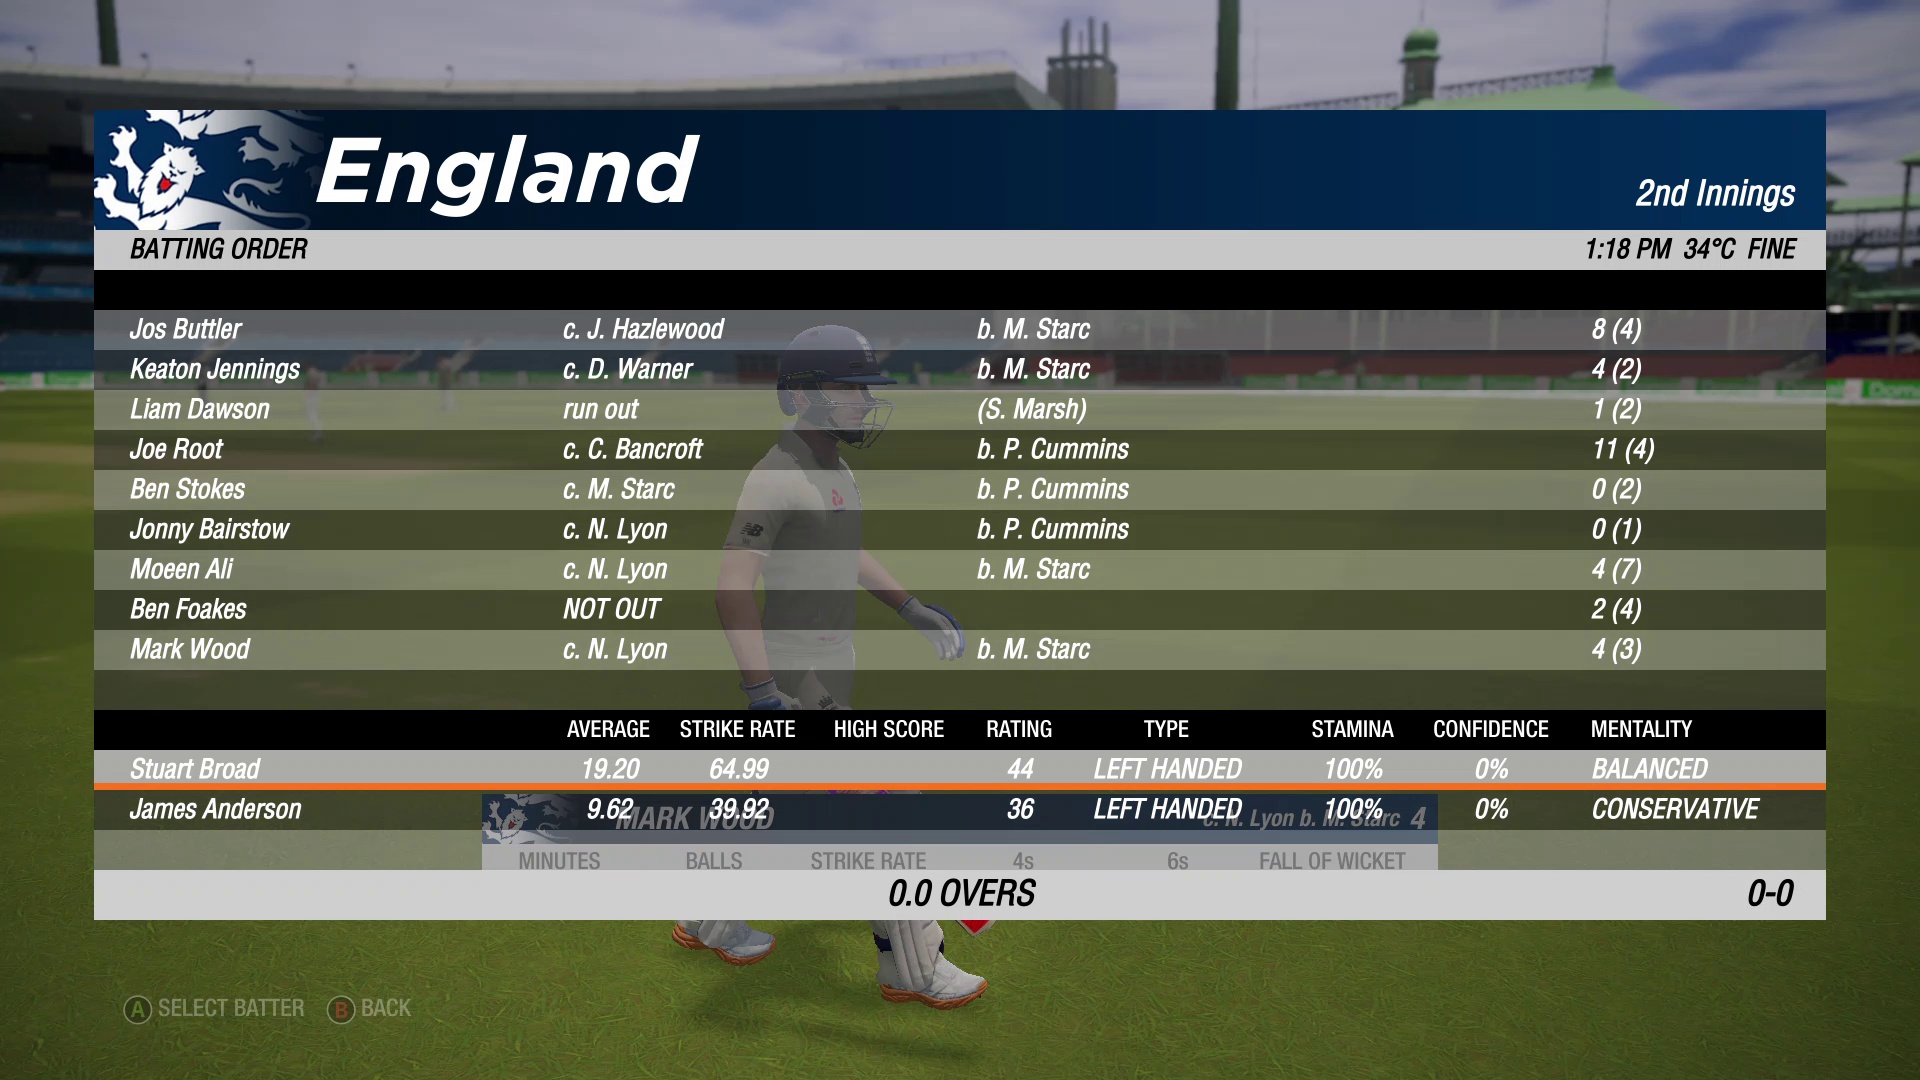 England
2nd Innings
BATTING ORDER 1:18 PM 34°C FINE
Jos Buttler c. J. Hazlewood b. M. Starc 8 (4)
Keaton Jennings c. D. Warner b. M. Starc 4 (2)
Liam Dawson run out (S. Marsh) 1 (2)
Joe Root c. C. Bancroft b. P. Cummins 11 (4)
Ben Stokes c. M. Starc b. P. Cummins 0 (2)
Jonny Bairstow c. N. Lyon b. P. Cummins 0 (1)
Moeen Ali c. N. Lyon b. M. Starc 4 (7)
Ben Foakes NOT OUT 2 (4)
Mark Wood c. N. Lyon b. M. Starc 4 (3)
AVERAGE STRIKE RATE HIGH SCORE RATING TYPE STAMINA CONFIDENCE MENTALITY
Stuart Broad 19.20 64.99 44 LEFT HANDED 100% 0% BALANCED
James Anderson 9.62 39.92 36 LEFT HANDED 100% 0% CONSERVATIVE
MARK WOOD c. N. Lyon b. M. Starc 4
MINUTES BALLS STRIKE RATE 4s 6s FALL OF WICKET
0.0 OVERS 0-0
A SELECT BATTER B BACK